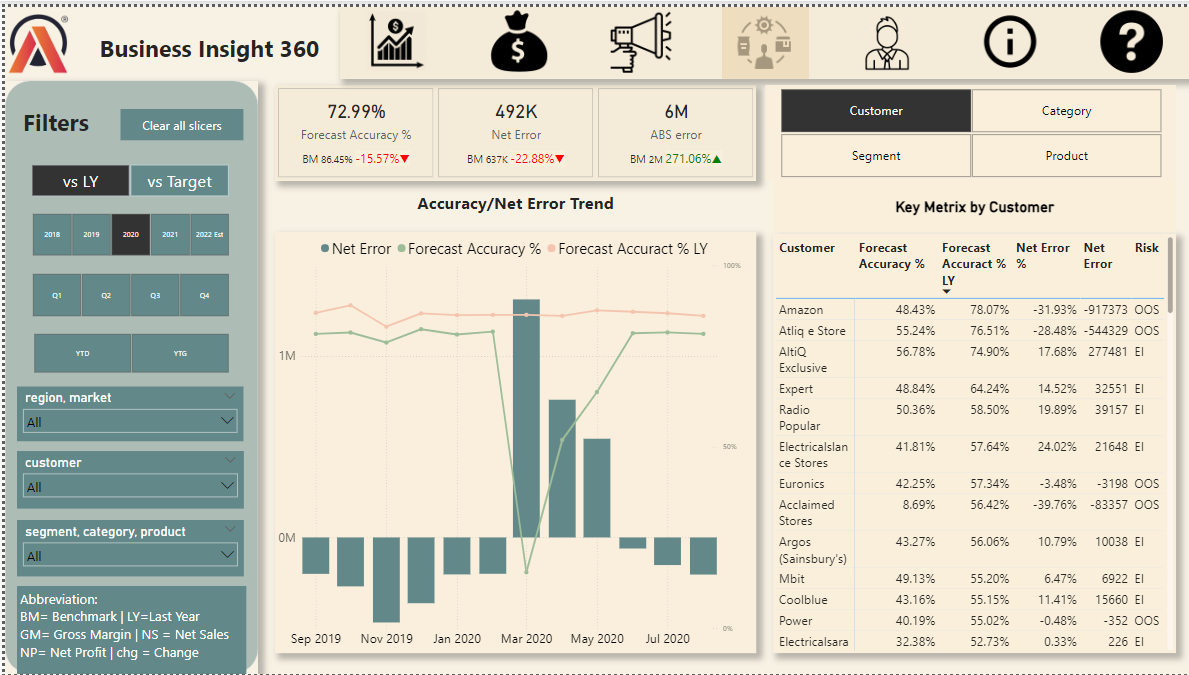 Business Insight 360
Filters
Clear all slicers
vs LY vs Target
2018 2019 2020 2021 2022 Est
Q1 Q2 Q3 Q4
YTD YTG
region, market
All
customer
All
segment, category, product
All
Abbreviation:
BM= Benchmark | LY=Last Year
GM= Gross Margin | NS = Net Sales
NP= Net Profit | chg = Change
72.99%
Forecast Accuracy %
BM 86.45% -15.57%▼
492K
Net Error
BM 637K -22.88%▼
6M
ABS error
BM 2M 271.06%▲
Accuracy/Net Error Trend
Net Error Forecast Accuracy % Forecast Accuract % LY
100%
1M
50%
0M
0%
Sep 2019 Nov 2019 Jan 2020 Mar 2020 May 2020 Jul 2020
Customer Category
Segment Product
Key Metrix by Customer
Customer Forecast Accuracy % Forecast Accuract % LY Net Error % Net Error Risk
Amazon 48.43% 78.07% -31.93% -917373 OOS
Atliq e Store 55.24% 76.51% -28.48% -544329 OOS
AltiQ Exclusive 56.78% 74.90% 17.68% 277481 EI
Expert 48.84% 64.24% 14.52% 32551 EI
Radio Popular 50.36% 58.50% 19.89% 39157 EI
Electricalslance Stores 41.81% 57.64% 24.02% 21648 EI
Euronics 42.25% 57.34% -3.48% -3198 OOS
Acclaimed Stores 8.69% 56.42% -39.76% -83357 OOS
Argos (Sainsbury's) 43.27% 56.06% 10.79% 10038 EI
Mbit 49.13% 55.20% 6.47% 6922 EI
Coolblue 43.16% 55.15% 11.41% 15660 EI
Power 40.19% 55.02% -0.48% -352 OOS
Electricalsara 32.38% 52.73% 0.33% 226 EI